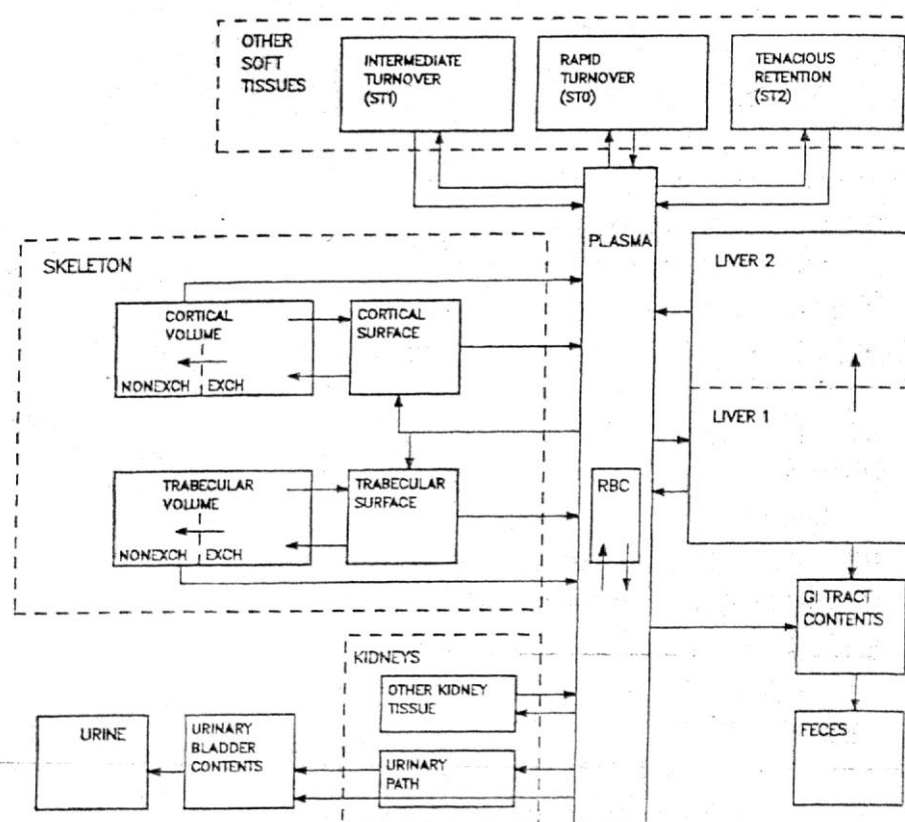 OTHER
SOFT
TISSUES
INTERMEDIATE
TURNOVER
(ST1)
RAPID
TURNOVER
(ST0)
TENACIOUS
RETENTION
(ST2)
PLASMA
SKELETON
CORTICAL
VOLUME
NONEXCH EXCH
CORTICAL
SURFACE
LIVER 2
LIVER 1
TRABECULAR
VOLUME
NONEXCH EXCH
TRABECULAR
SURFACE
RBC
GI TRACT
CONTENTS
KIDNEYS
OTHER KIDNEY
TISSUE
URINE
URINARY
BLADDER
CONTENTS
URINARY
PATH
FECES